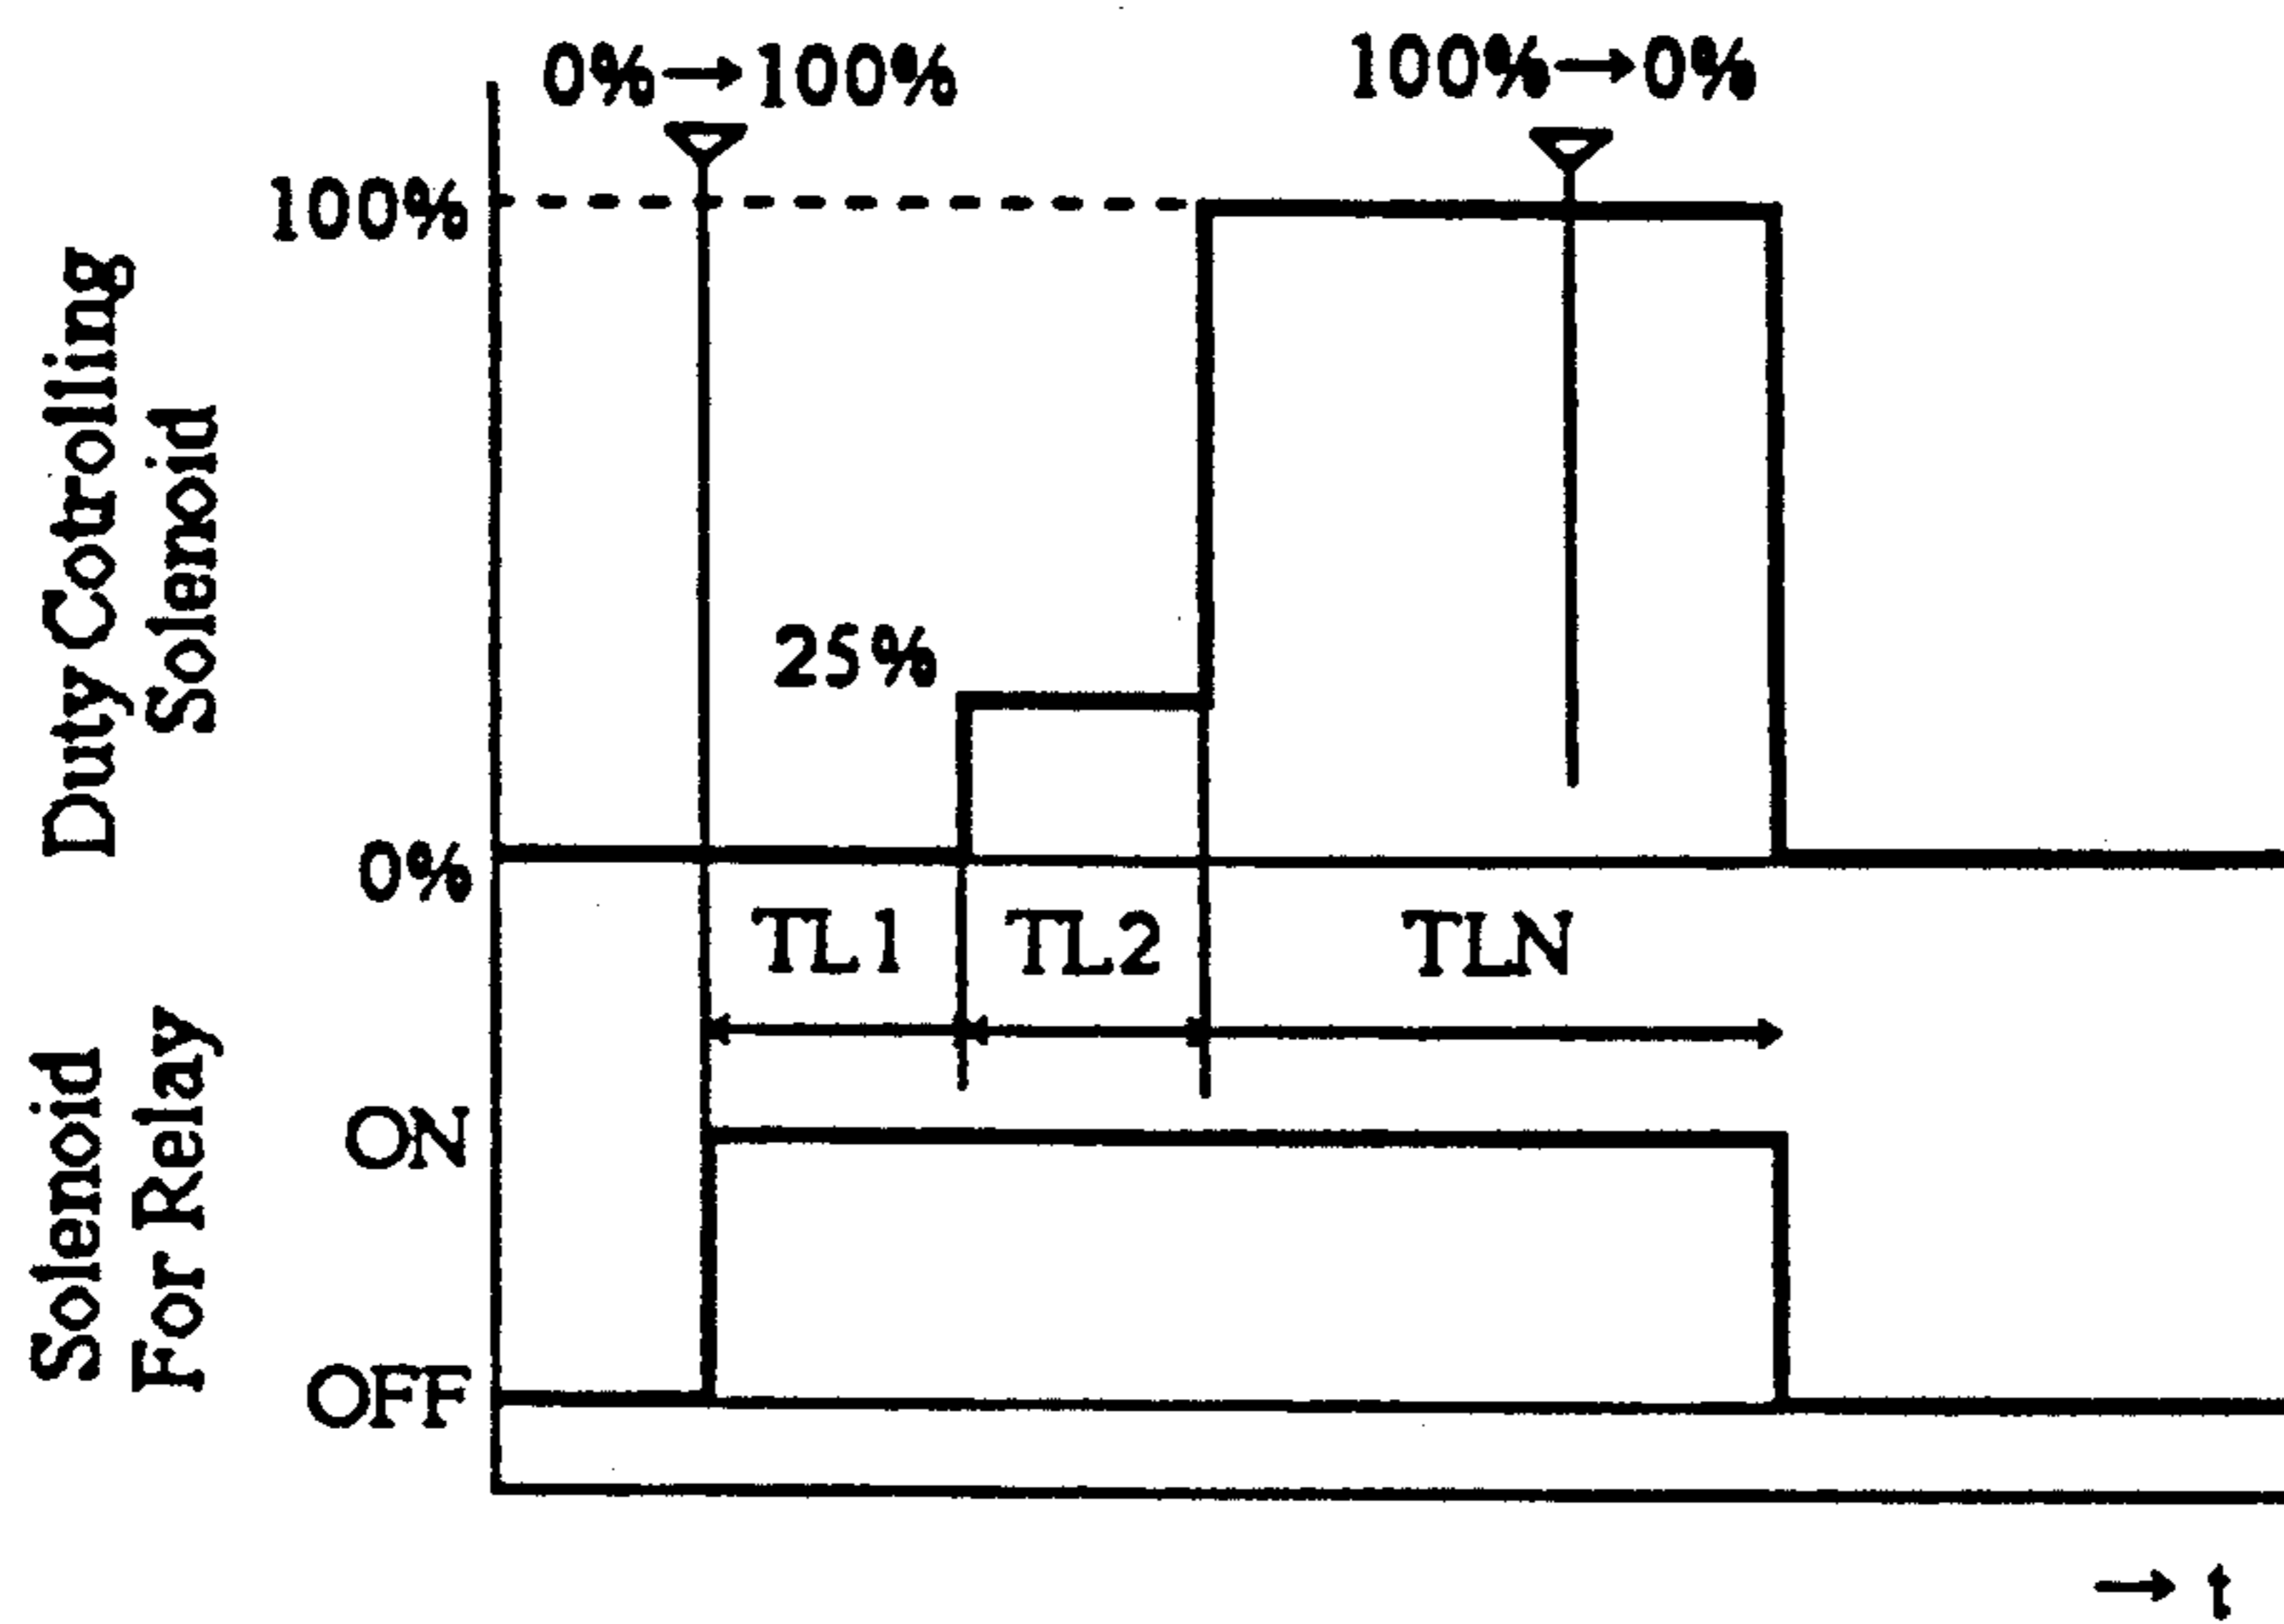 0%→100%
100%→0%
100%
Duty Cotrolling
Solenoid
25%
0%
TL1
TL2
TLN
Solenoid
For Relay
ON
OFF
→ t